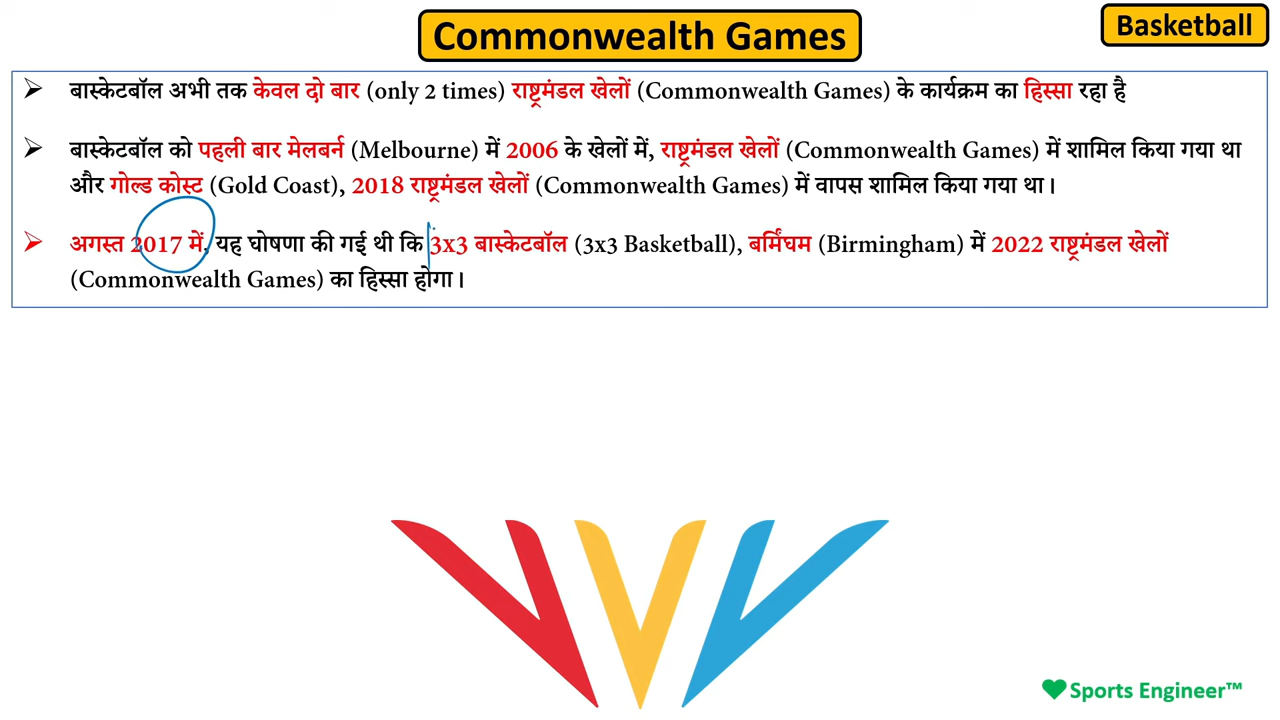 Commonwealth Games
Basketball
➢ बास्केटबॉल अभी तक केवल दो बार (only 2 times) राष्ट्रमंडल खेलों (Commonwealth Games) के कार्यक्रम का हिस्सा रहा है
➢ बास्केटबॉल को पहली बार मेलबर्न (Melbourne) में 2006 के खेलों में, राष्ट्रमंडल खेलों (Commonwealth Games) में शामिल किया गया था
और गोल्ड कोस्ट (Gold Coast), 2018 राष्ट्रमंडल खेलों (Commonwealth Games) में वापस शामिल किया गया था।
➢ अगस्त 2017 में, यह घोषणा की गई थी कि 3x3 बास्केटबॉल (3x3 Basketball), बर्मिंघम (Birmingham) में 2022 राष्ट्रमंडल खेलों
(Commonwealth Games) का हिस्सा होगा।
Sports Engineer™